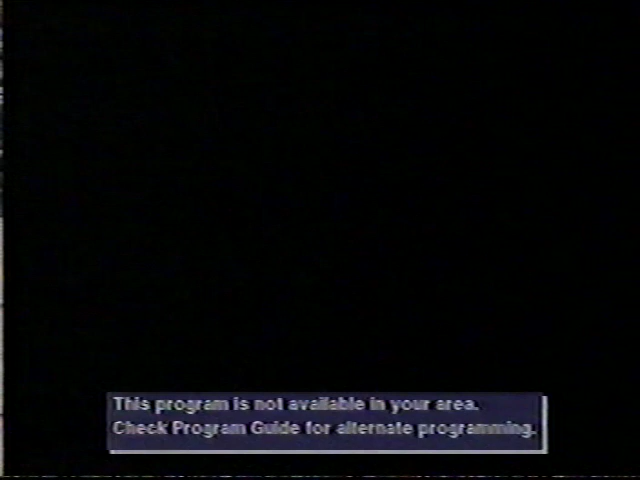 This program is not available in your area.
Check Program Guide for alternate programming.